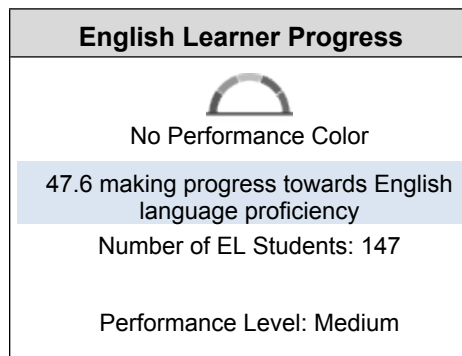 English Learner Progress
No Performance Color
47.6 making progress towards English
language proficiency
Number of EL Students: 147
Performance Level: Medium